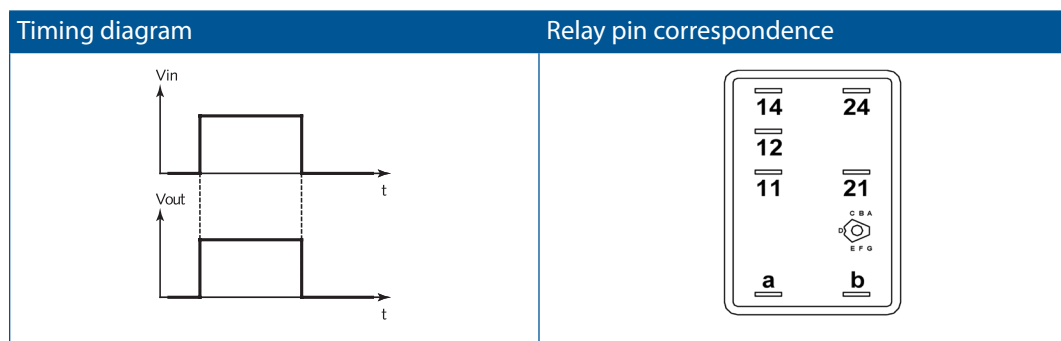 Timing diagram
Relay pin correspondence
Vin
t
Vout
t
14 24
12
11 21
C B A
D
E F G
a b